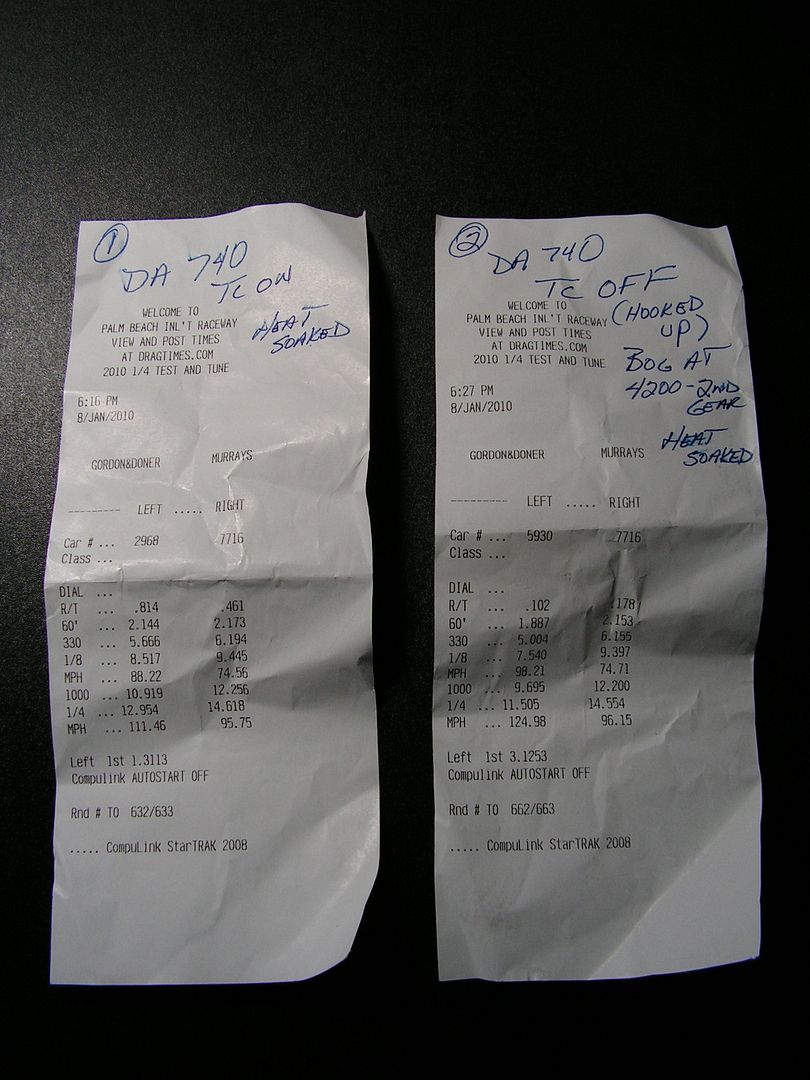 1
DA 740
TC ON
HEAT
SOAKED
WELCOME TO
PALM BEACH INL'T RACEWAY
VIEW AND POST TIMES
AT DRAGTIMES.COM
2010 1/4 TEST AND TUNE
6:16 PM
8/JAN/2010
GORDON&DONER MURRAYS
--------- LEFT ..... RIGHT
Car # ... 2968 7716
Class ...
DIAL ...
R/T ... .814 .461
60' ... 2.144 2.173
330 ... 5.666 6.194
1/8 ... 8.517 9.445
MPH ... 88.22 74.56
1000 ... 10.919 12.256
1/4 ... 12.954 14.618
MPH ... 111.46 95.75
Left 1st 1.3113
Compulink AUTOSTART OFF
Rnd # TO 632/633
..... CompuLink StarTRAK 2008
2
DA 740
TC OFF
(HOOKED
UP)
BOG AT
4200-2ND
GEAR
HEAT
SOAKED
WELCOME TO
PALM BEACH INL'T RACEWAY
VIEW AND POST TIMES
AT DRAGTIMES.COM
2010 1/4 TEST AND TUNE
6:27 PM
8/JAN/2010
GORDON&DONER MURRAYS
--------- LEFT ..... RIGHT
Car # ... 5930 7716
Class ...
DIAL ...
R/T ... .102 .178
60' ... 1.887 2.153
330 ... 5.004 6.155
1/8 ... 7.540 9.397
MPH ... 98.21 74.71
1000 ... 9.695 12.200
1/4 ... 11.505 14.554
MPH ... 124.98 96.15
Left 1st 3.1253
Compulink AUTOSTART OFF
Rnd # TO 662/663
..... CompuLink StarTRAK 2008